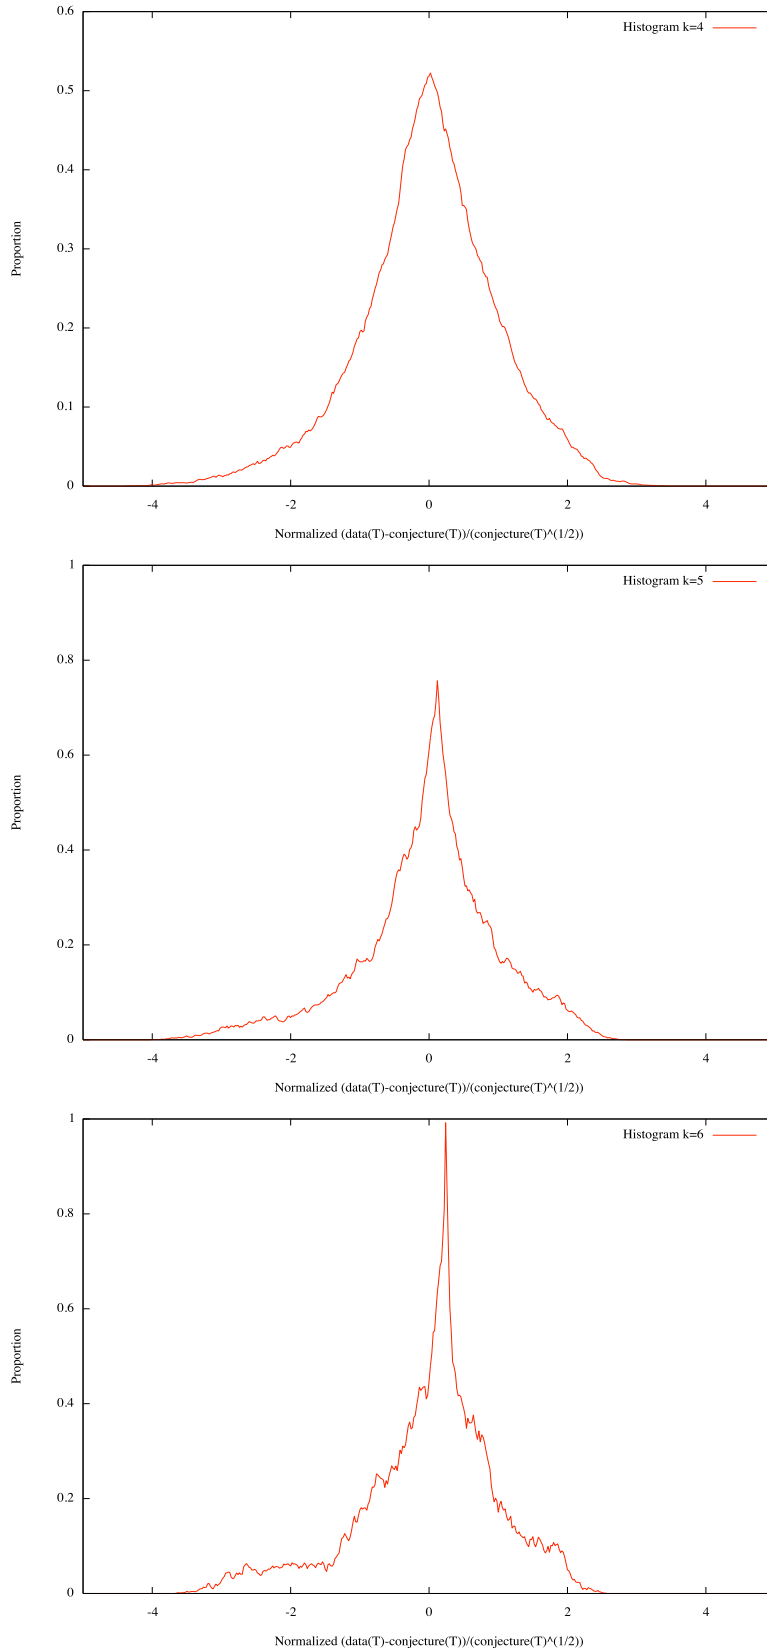 0.6
Histogram k=4
0.5
0.4
0.3
0.2
0.1
0
Proportion
-4 -2 0 2 4
Normalized (data(T)-conjecture(T))/(conjecture(T)^(1/2))
1
Histogram k=5
0.8
0.6
0.4
0.2
0
Proportion
-4 -2 0 2 4
Normalized (data(T)-conjecture(T))/(conjecture(T)^(1/2))
1
Histogram k=6
0.8
0.6
0.4
0.2
0
Proportion
-4 -2 0 2 4
Normalized (data(T)-conjecture(T))/(conjecture(T)^(1/2))